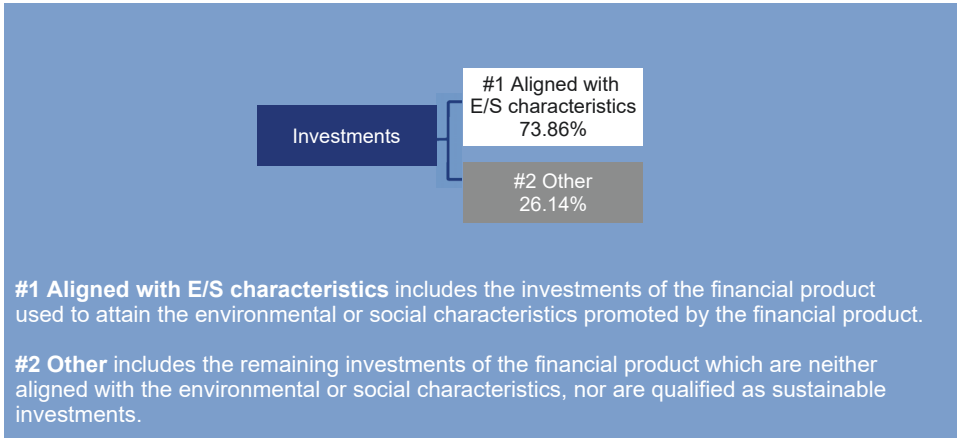 Investments
#1 Aligned with
E/S characteristics
73.86%
#2 Other
26.14%
#1 Aligned with E/S characteristics includes the investments of the financial product
used to attain the environmental or social characteristics promoted by the financial product.
#2 Other includes the remaining investments of the financial product which are neither
aligned with the environmental or social characteristics, nor are qualified as sustainable
investments.